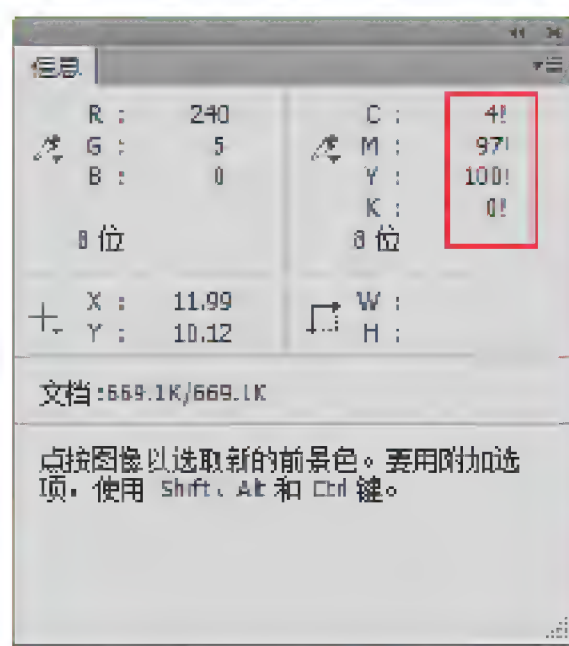 信息
R : 240
G : 5
B : 0
8 位
C : 4!
M : 97!
Y : 100!
K : 0!
8 位
X : 11.99
Y : 10.12
W :
H :
文档:669.1K/669.1K
点按图像以选取新的前景色。要用附加选
项，使用 Shift、Alt 和 Ctrl 键。